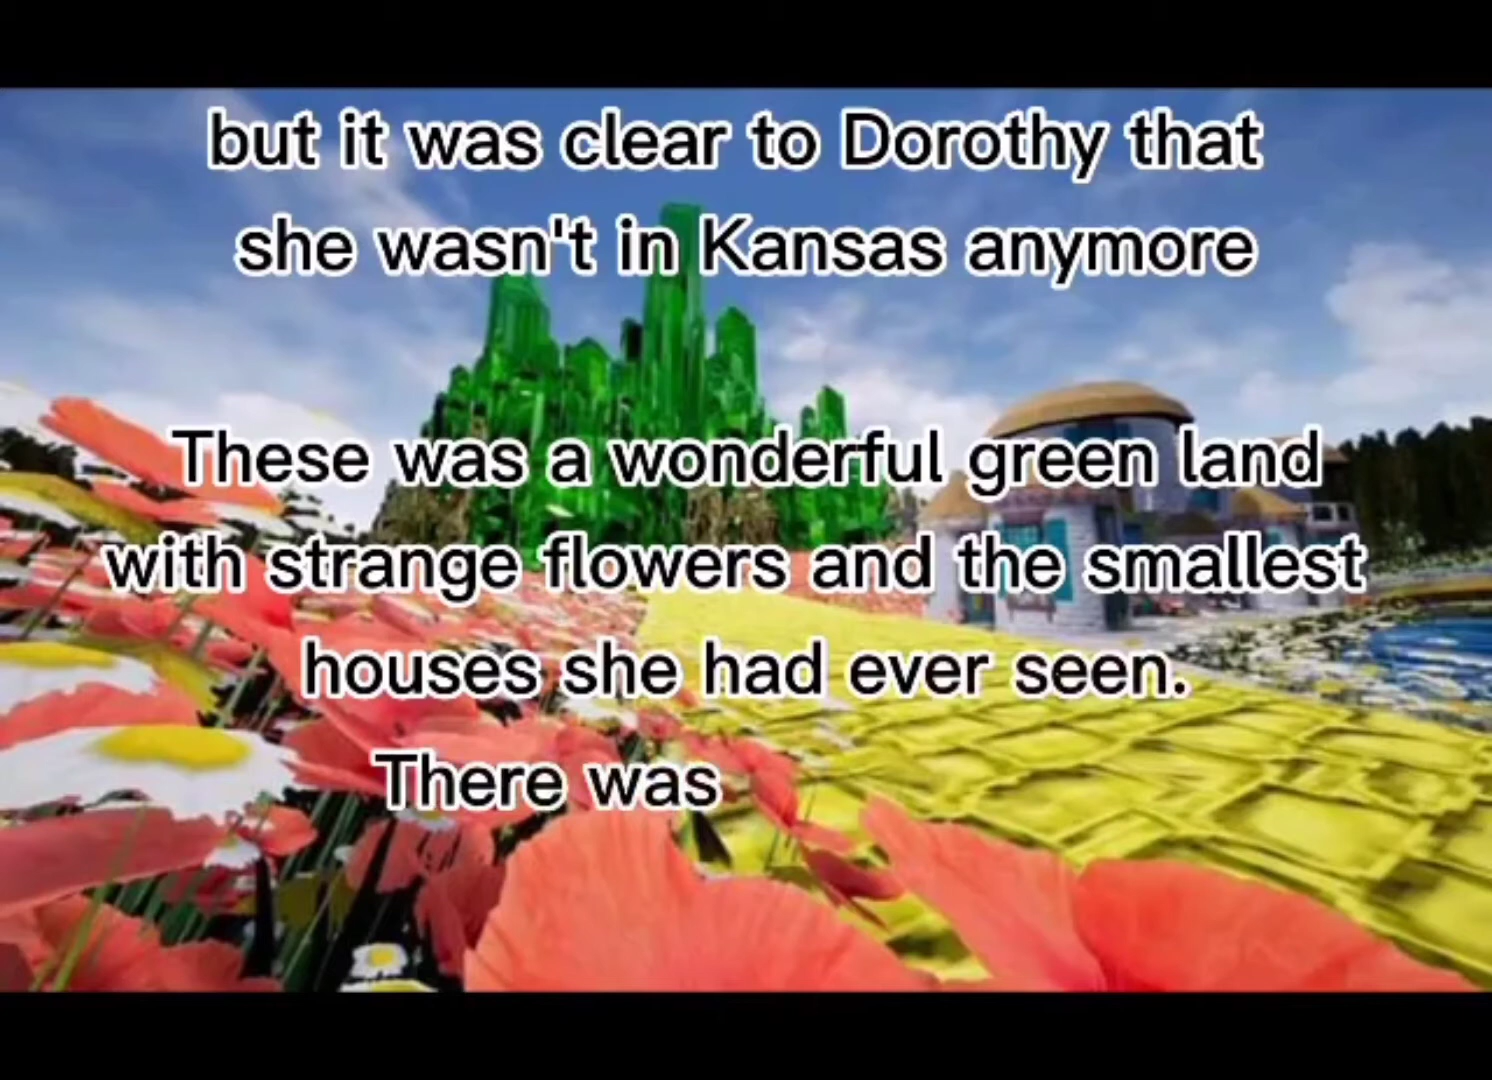 but it was clear to Dorothy that
she wasn't in Kansas anymore
These was a wonderful green land
with strange flowers and the smallest
houses she had ever seen.
There was